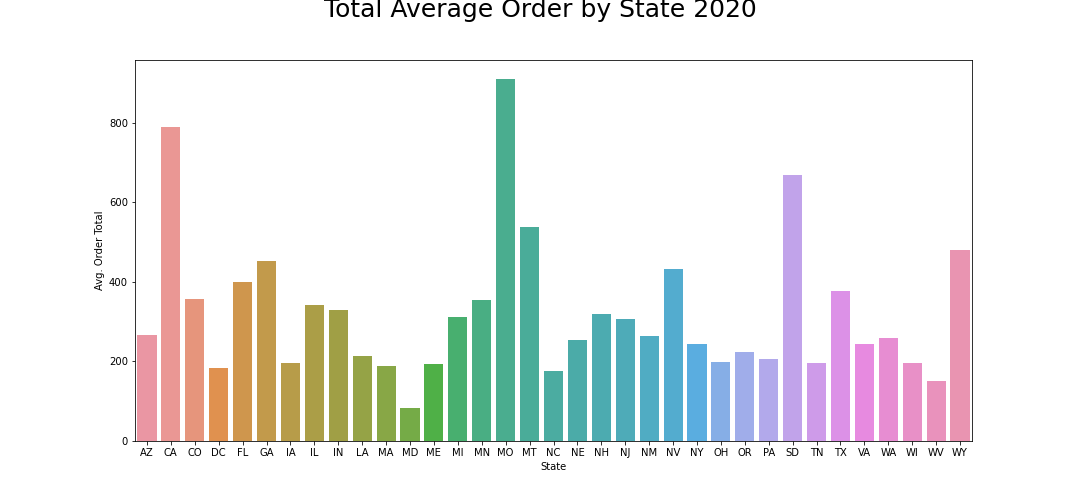 Total Average Order by State 2020
Avg. Order Total
800
600
400
200
0
AZ CA CO DC FL GA IA IL IN LA MA MD ME MI MN MO MT NC NE NH NJ NM NV NY OH OR PA SD TN TX VA WA WI WV WY
State